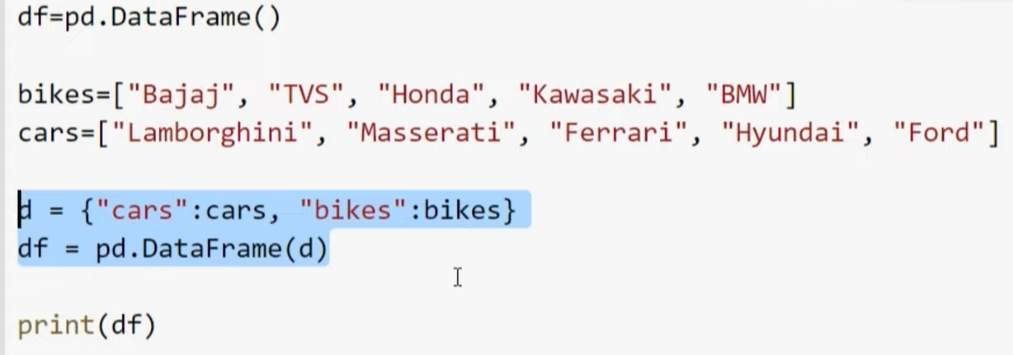 df=pd.DataFrame()
bikes=["Bajaj", "TVS", "Honda", "Kawasaki", "BMW"]
cars=["Lamborghini", "Masserati", "Ferrari", "Hyundai", "Ford"]
d = {"cars":cars, "bikes":bikes}
df = pd.DataFrame(d)
print(df)